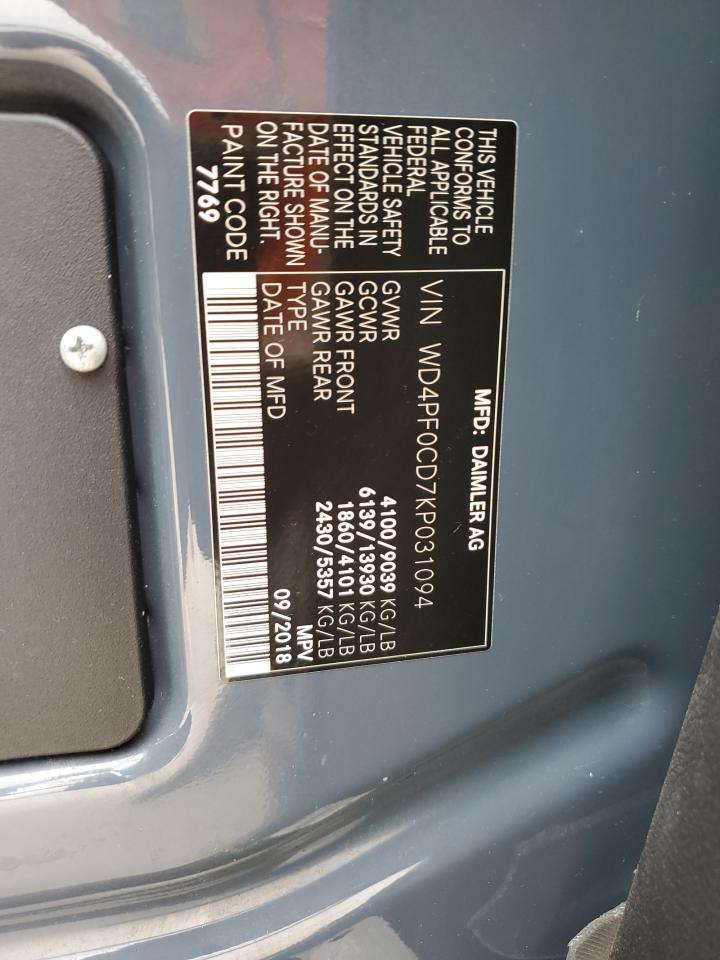 THIS VEHICLE
CONFORMS TO
ALL APPLICABLE
FEDERAL
VEHICLE SAFETY
STANDARDS IN
EFFECT ON THE
DATE OF MANU-
FACTURE SHOWN
ON THE RIGHT.
PAINT CODE
7769
MFD: DAIMLER AG
VIN WD4PF0CD7KP031094
GVWR 4100/9039 KG/LB
GCWR 6139/13930 KG/LB
GAWR FRONT 1860/4101 KG/LB
GAWR REAR 2430/5357 KG/LB
TYPE MPV
DATE OF MFD 09/2018